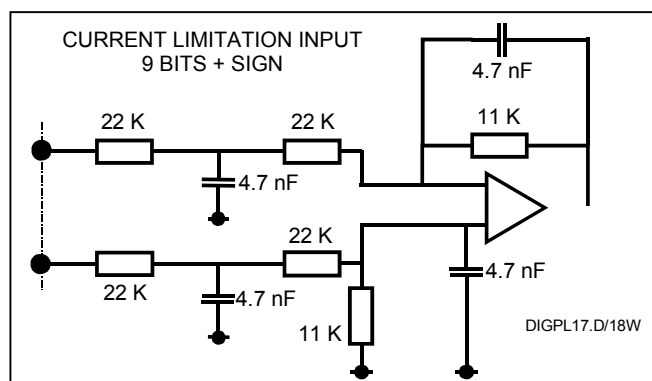 CURRENT LIMITATION INPUT
9 BITS + SIGN
4.7 nF
22 K
22 K
11 K
4.7 nF
22 K
22 K
4.7 nF
4.7 nF
11 K
DIGPL17.D/18W